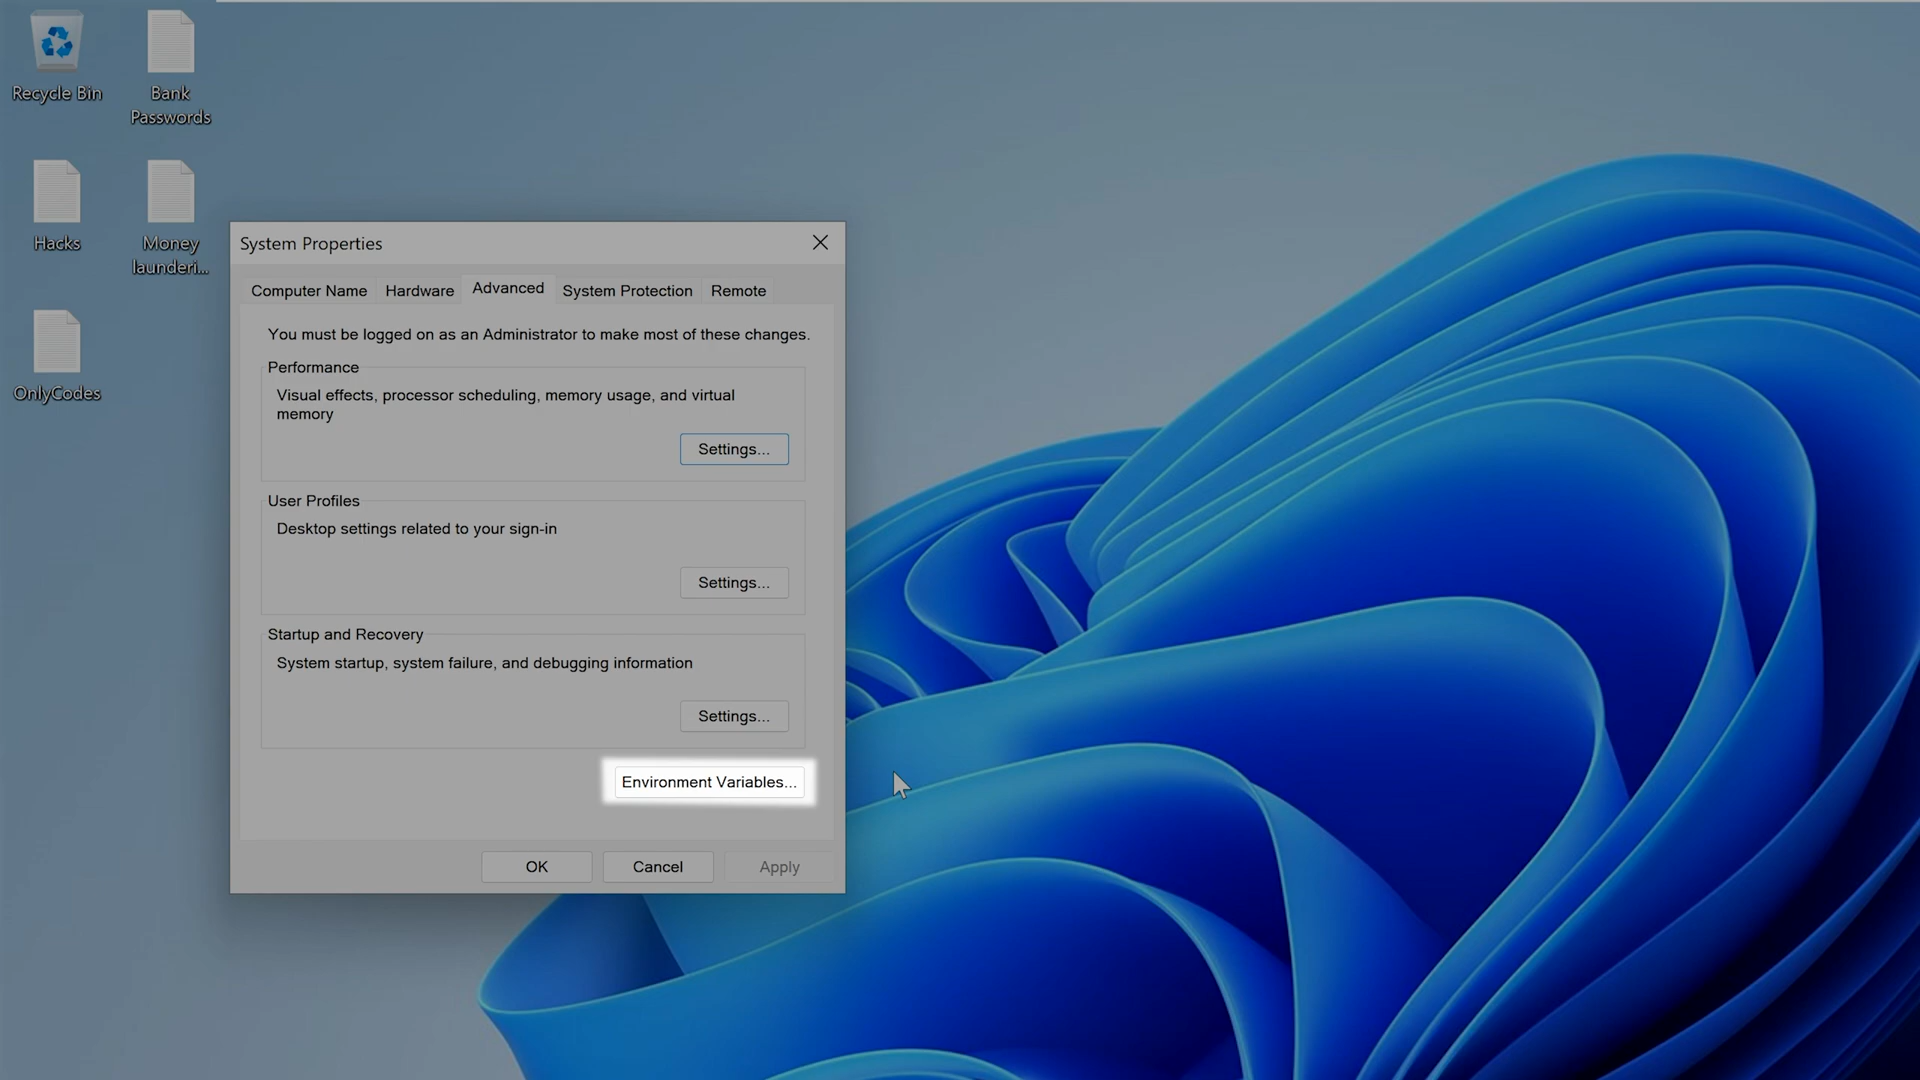 Recycle Bin
Bank
Passwords
Hacks
Money
launderi...
OnlyCodes
System Properties
Computer Name
Hardware
Advanced
System Protection
Remote
You must be logged on as an Administrator to make most of these changes.
Performance
Visual effects, processor scheduling, memory usage, and virtual
memory
Settings...
User Profiles
Desktop settings related to your sign-in
Settings...
Startup and Recovery
System startup, system failure, and debugging information
Settings...
Environment Variables...
OK
Cancel
Apply